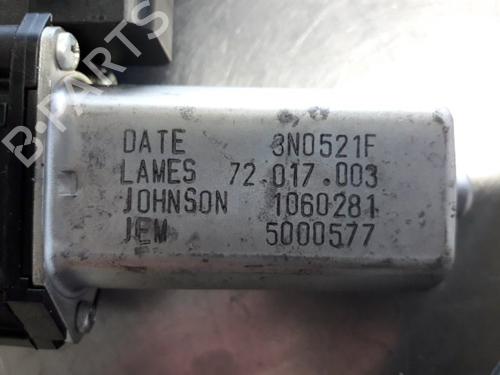 B-PARTS
DATE 3N0521F
LAMES 72.017.003
JOHNSON 1060281
JEM 5000577